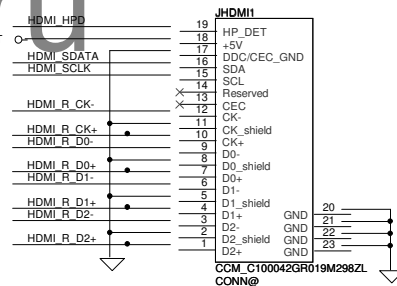 JHDMI1
HDMI_HPD 19 HP_DET
18 +5V
17 DDC/CEC_GND
HDMI_SDATA 16 SDA
HDMI_SCLK 15 SCL
14 Reserved
13 CEC
HDMI_R_CK- 12 CK-
11 CK_shield
HDMI_R_CK+ 10 CK+
HDMI_R_D0- 9 D0-
8 D0_shield
HDMI_R_D0+ 7 D0+
HDMI_R_D1- 6 D1-
5 D1_shield
HDMI_R_D1+ 4 D1+ GND 20
HDMI_R_D2- 3 D2- GND 21
2 D2_shield GND 22
HDMI_R_D2+ 1 D2+ GND 23
CCM_C100042GR019M298ZL
CONN@